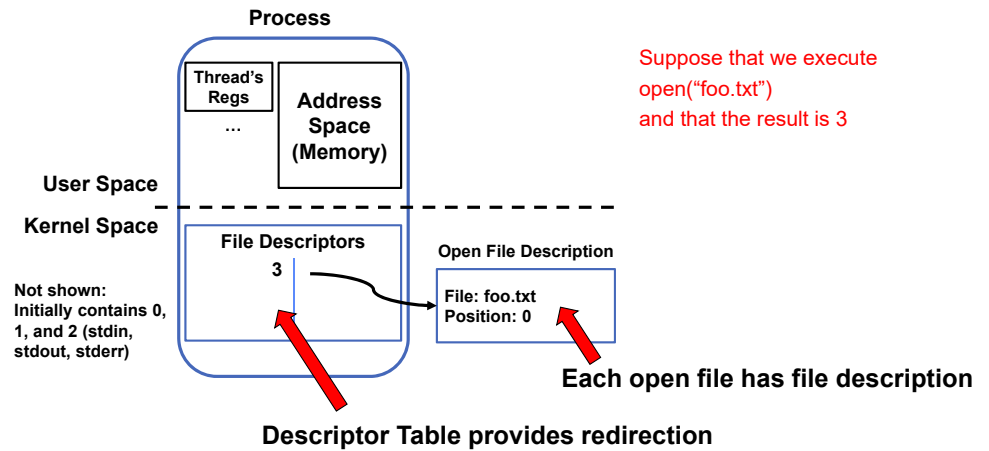 Process
Thread's
Regs
…
Address
Space
(Memory)
Suppose that we execute
open(“foo.txt”)
and that the result is 3
User Space
Kernel Space
File Descriptors
3
Not shown:
Initially contains 0,
1, and 2 (stdin,
stdout, stderr)
Open File Description
File: foo.txt
Position: 0
Each open file has file description
Descriptor Table provides redirection